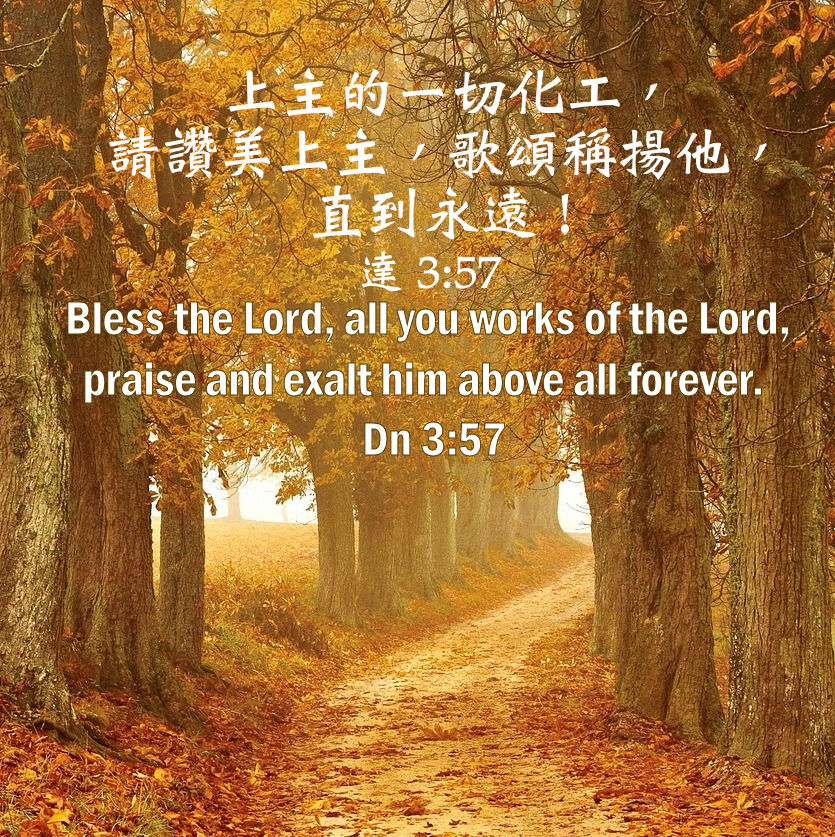 上主的一切化工，
請讚美上主，歌頌稱揚他，
直到永遠！
達 3:57
Bless the Lord, all you works of the Lord,
praise and exalt him above all forever.
Dn 3:57